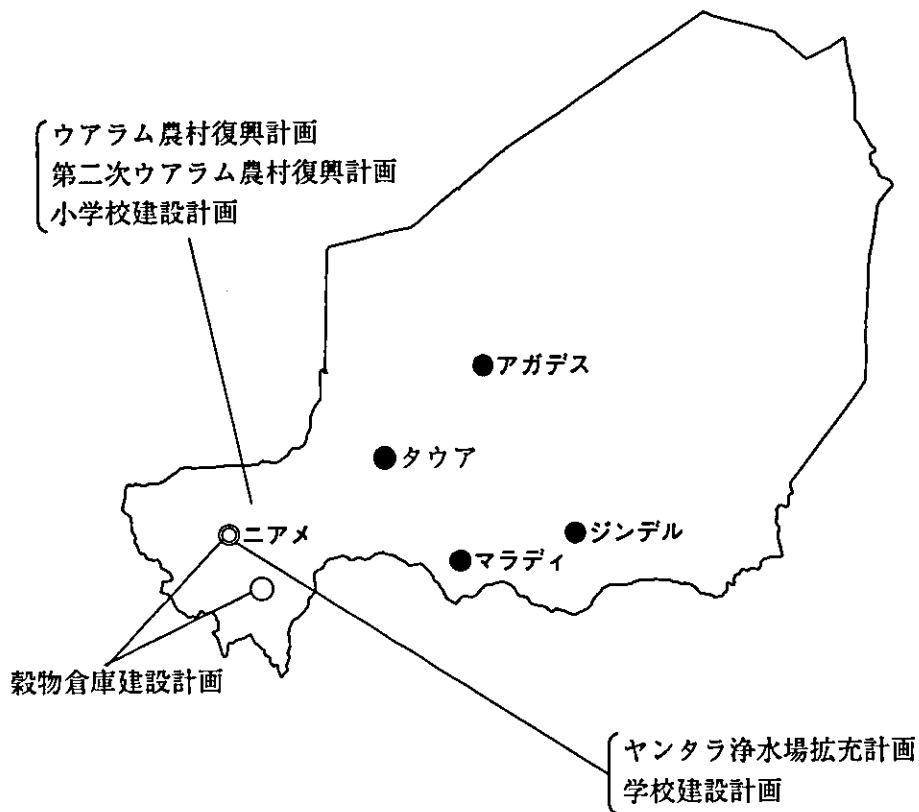 ウアラム農村復興計画
第二次ウアラム農村復興計画
小学校建設計画
アガデス
タウア
ニアメ
ジンデル
マラディ
穀物倉庫建設計画
ヤンタラ浄水場拡充計画
学校建設計画